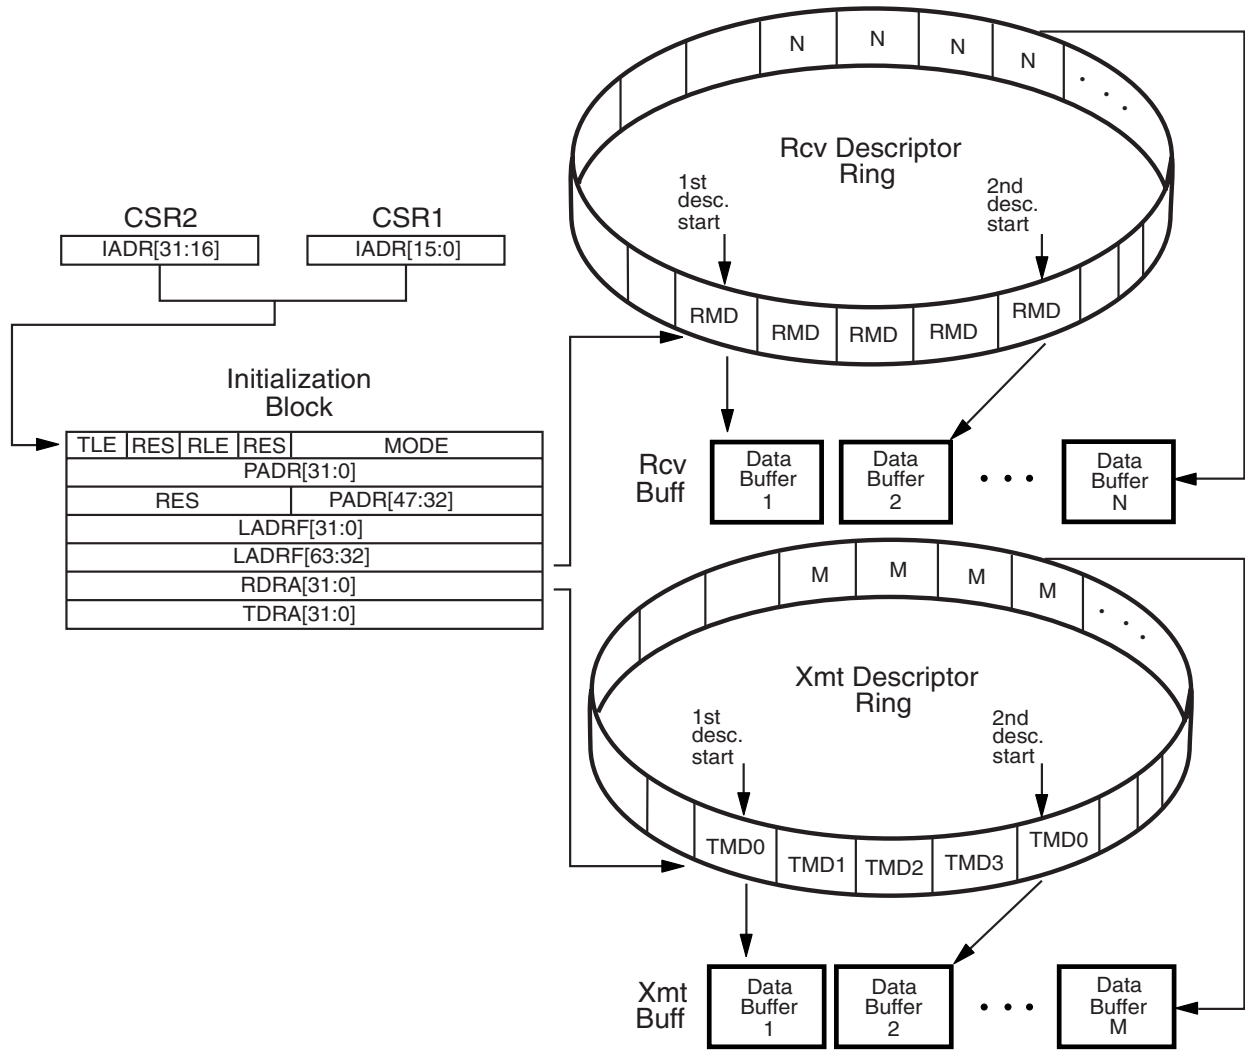 N N N N
Rcv Descriptor
Ring
1st
desc.
start
2nd
desc.
start
RMD RMD RMD RMD RMD
CSR2 CSR1
IADR[31:16] IADR[15:0]
Initialization
Block
TLE RES RLE RES MODE
PADR[31:0]
RES PADR[47:32]
LADRF[31:0]
LADRF[63:32]
RDRA[31:0]
TDRA[31:0]
Rcv
Buff
Data
Buffer
1
Data
Buffer
2
• • •
Data
Buffer
N
M M M M
Xmt Descriptor
Ring
1st
desc.
start
2nd
desc.
start
TMD0 TMD1 TMD2 TMD3 TMD0
Xmt
Buff
Data
Buffer
1
Data
Buffer
2
• • •
Data
Buffer
M